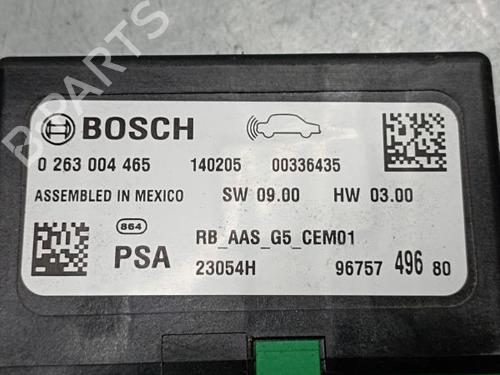 B PARTS
BOSCH
0 263 004 465 140205 00336435
ASSEMBLED IN MEXICO SW 09.00 HW 03.00
864
PSA
RB_AAS_G5_CEM01
23054H 96757 496 80